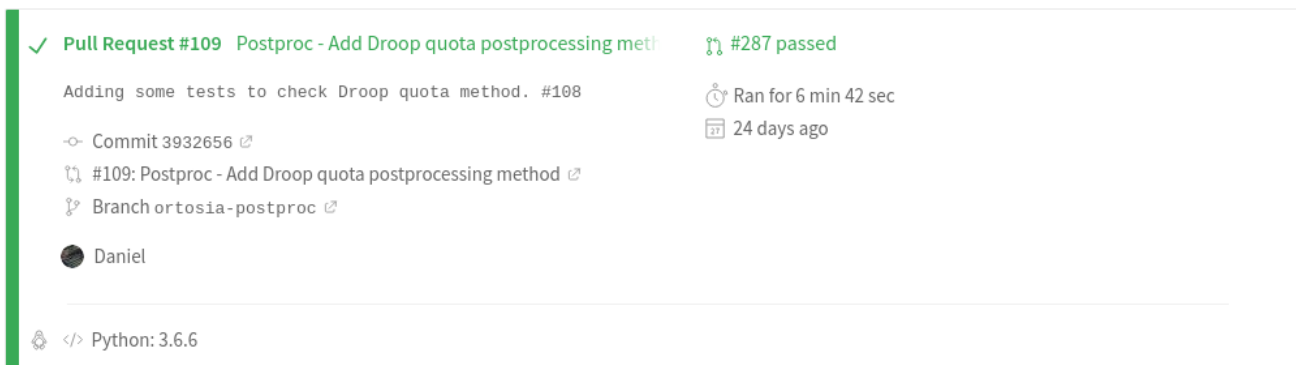 Pull Request #109 Postproc - Add Droop quota postprocessing meth
#287 passed
Adding some tests to check Droop quota method. #108
Ran for 6 min 42 sec
24 days ago
Commit 3932656
#109: Postproc - Add Droop quota postprocessing method
Branch ortosia-postproc
Daniel
</> Python: 3.6.6